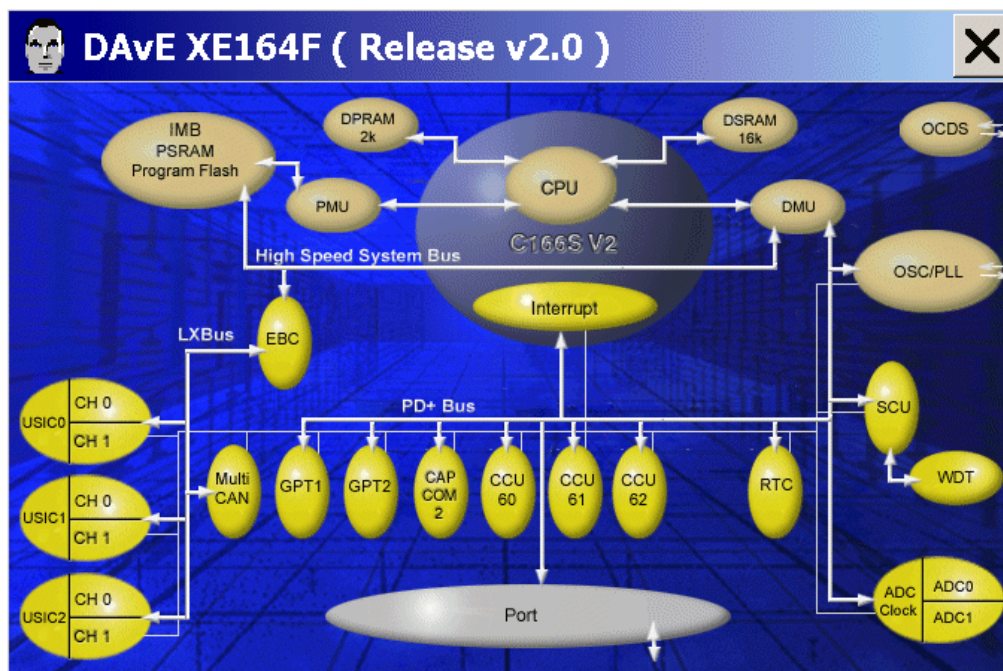 DAvE XE164F ( Release v2.0 )
IMB
PSRAM
Program Flash
DPRAM
2k
DSRAM
16k
OCDS
CPU
PMU
DMU
C166S V2
High Speed System Bus
OSC/PLL
Interrupt
LXBus
EBC
PD+ Bus
SCU
USIC0
CH 0
CH 1
Multi
CAN
GPT1
GPT2
CAP
COM
2
CCU
60
CCU
61
CCU
62
RTC
WDT
USIC1
CH 0
CH 1
USIC2
CH 0
CH 1
Port
ADC
Clock
ADC0
ADC1